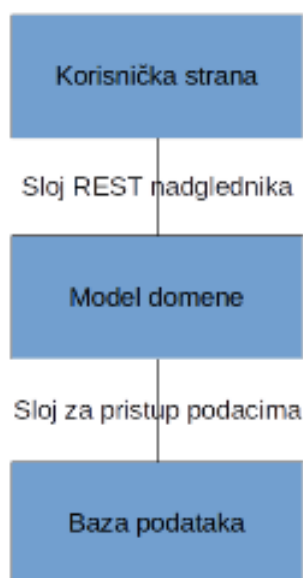 Korisnička strana
Sloj REST nadglednika
Model domene
Sloj za pristup podacima
Baza podataka